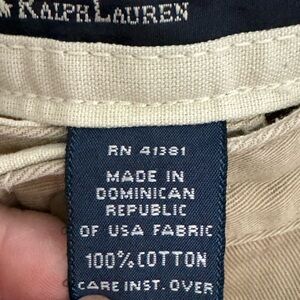 RALPH LAUREN
RN 41381
MADE IN
DOMINICAN
REPUBLIC
OF USA FABRIC
100% COTTON
CARE INST. OVER